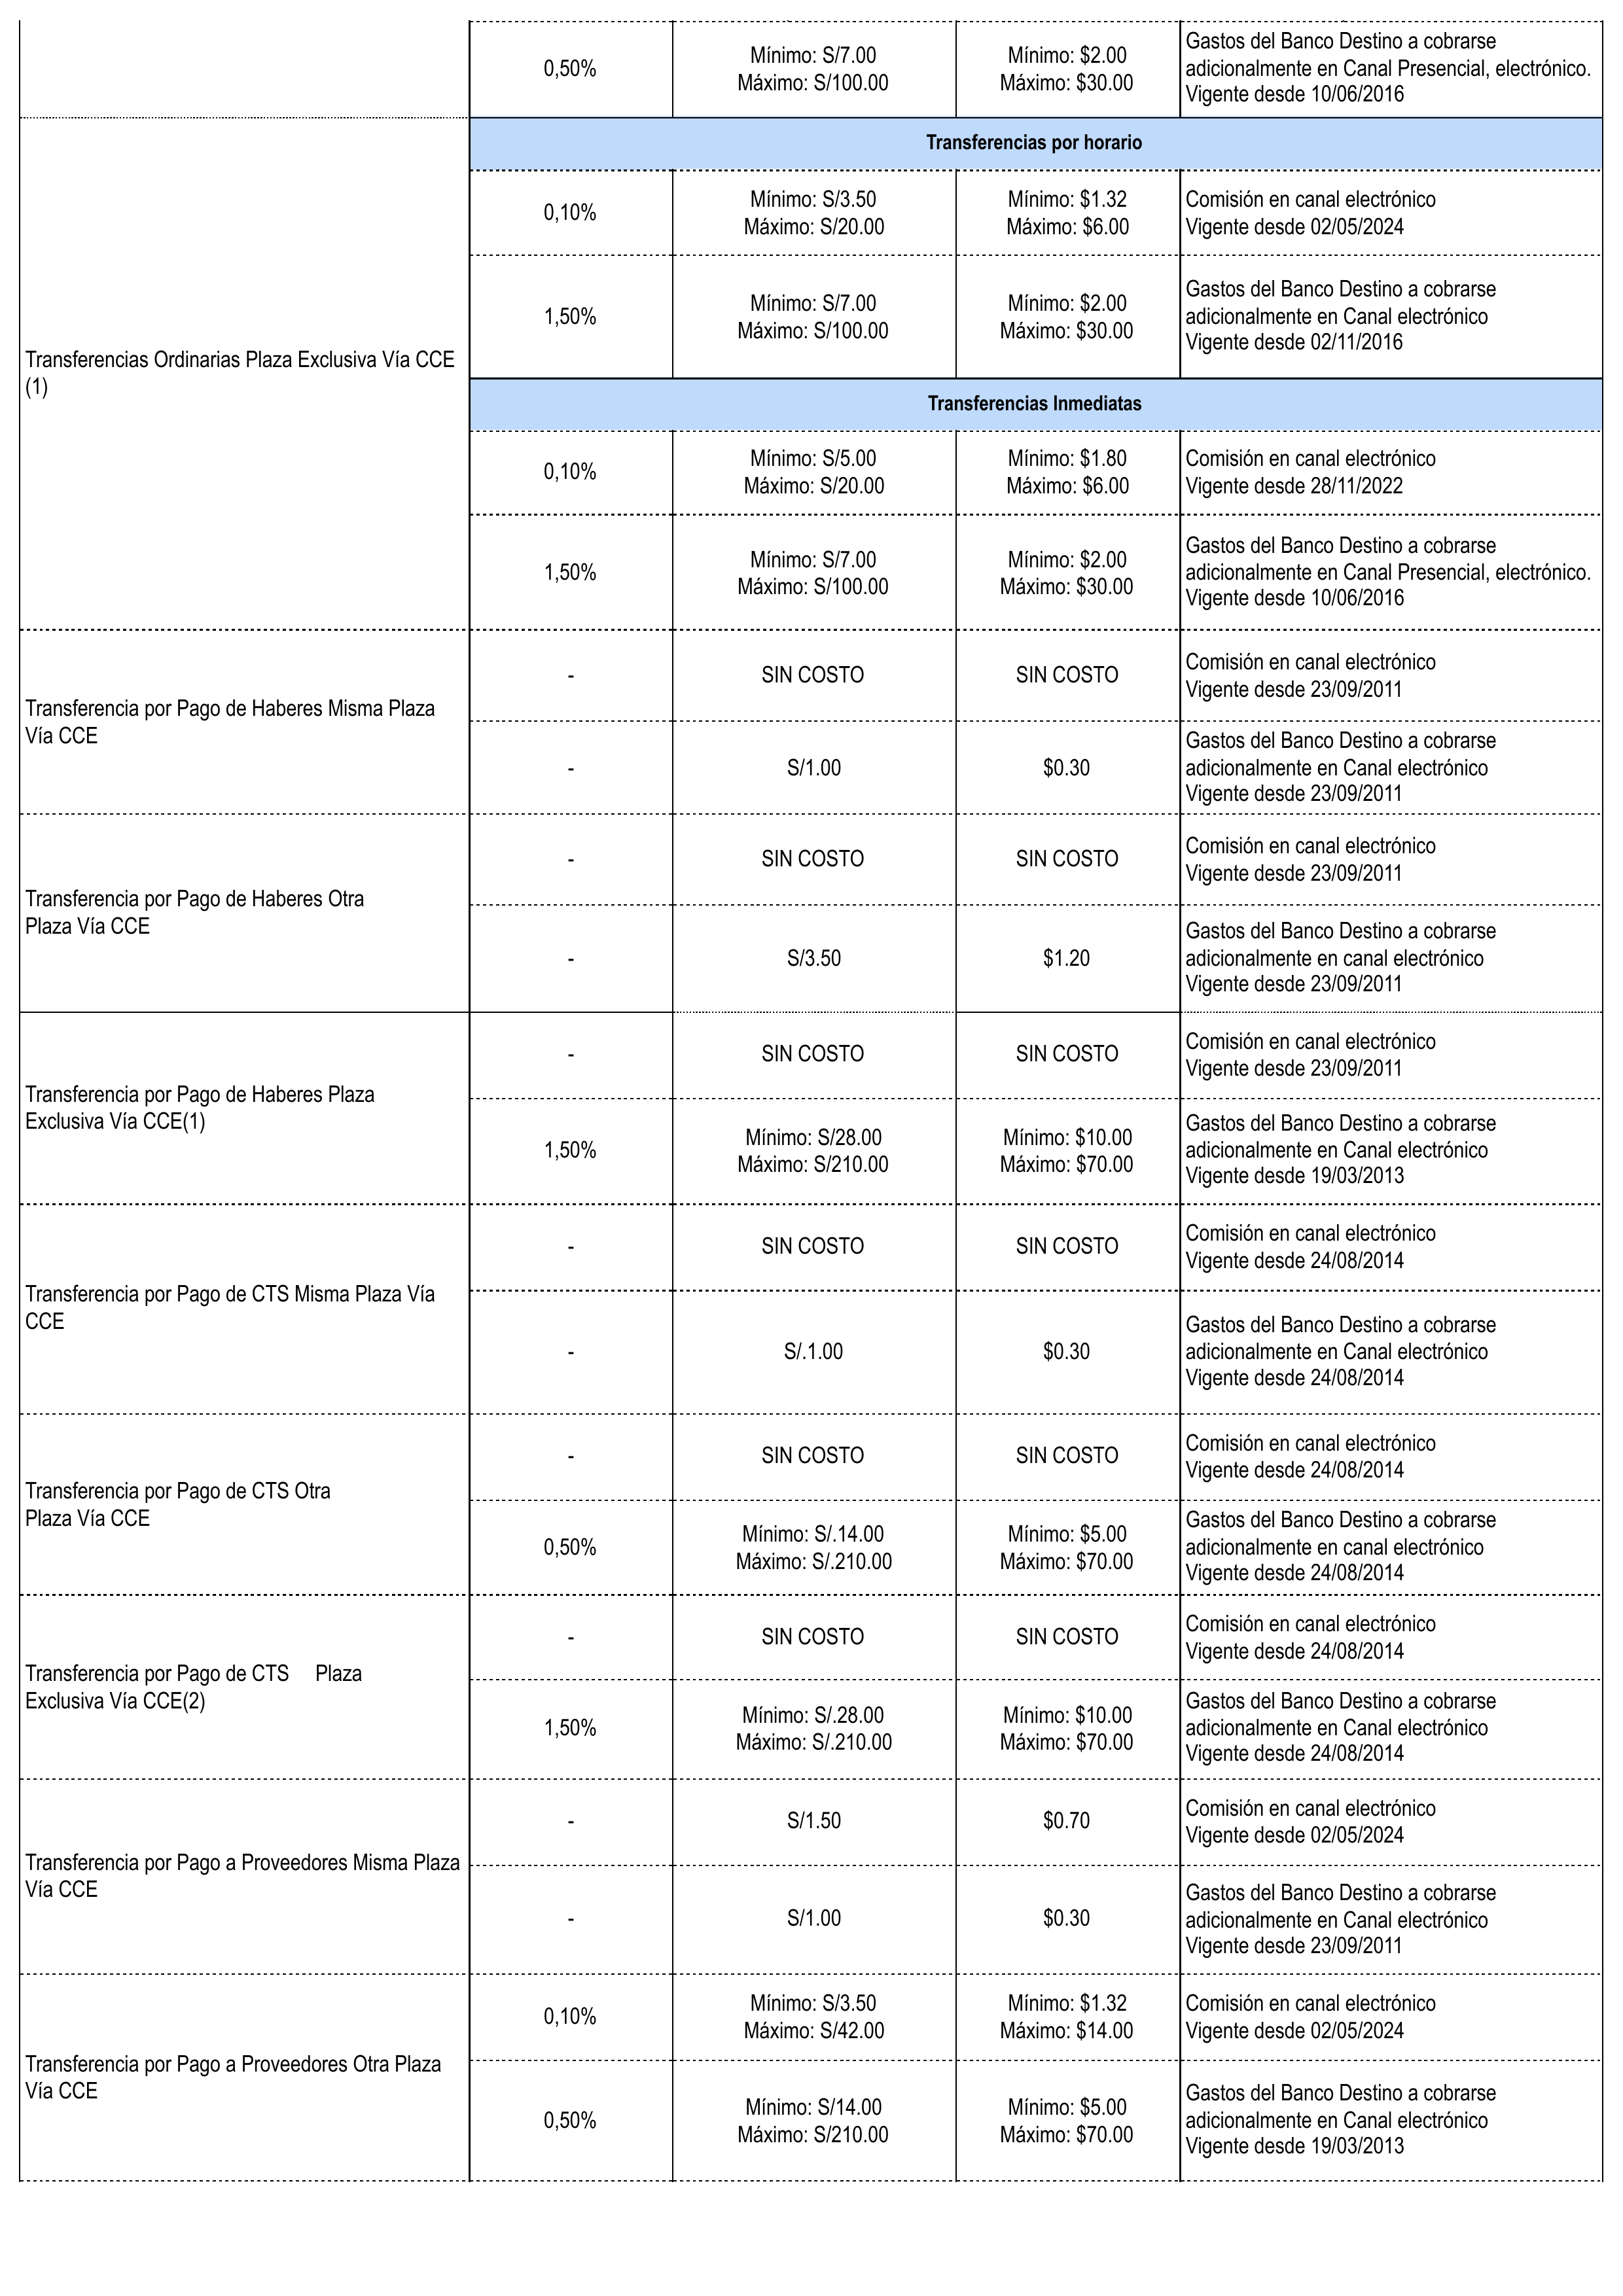 0,50%
Mínimo: S/7.00
Máximo: S/100.00
Mínimo: $2.00
Máximo: $30.00
Gastos del Banco Destino a cobrarse
adicionalmente en Canal Presencial, electrónico.
Vigente desde 10/06/2016
Transferencias Ordinarias Plaza Exclusiva Vía CCE
(1)
Transferencias por horario
0,10%
Mínimo: S/3.50
Máximo: S/20.00
Mínimo: $1.32
Máximo: $6.00
Comisión en canal electrónico
Vigente desde 02/05/2024
1,50%
Mínimo: S/7.00
Máximo: S/100.00
Mínimo: $2.00
Máximo: $30.00
Gastos del Banco Destino a cobrarse
adicionalmente en Canal electrónico
Vigente desde 02/11/2016
Transferencias Inmediatas
0,10%
Mínimo: S/5.00
Máximo: S/20.00
Mínimo: $1.80
Máximo: $6.00
Comisión en canal electrónico
Vigente desde 28/11/2022
1,50%
Mínimo: S/7.00
Máximo: S/100.00
Mínimo: $2.00
Máximo: $30.00
Gastos del Banco Destino a cobrarse
adicionalmente en Canal Presencial, electrónico.
Vigente desde 10/06/2016
Transferencia por Pago de Haberes Misma Plaza
Vía CCE
-
SIN COSTO
SIN COSTO
Comisión en canal electrónico
Vigente desde 23/09/2011
-
S/1.00
$0.30
Gastos del Banco Destino a cobrarse
adicionalmente en Canal electrónico
Vigente desde 23/09/2011
Transferencia por Pago de Haberes Otra
Plaza Vía CCE
-
SIN COSTO
SIN COSTO
Comisión en canal electrónico
Vigente desde 23/09/2011
-
S/3.50
$1.20
Gastos del Banco Destino a cobrarse
adicionalmente en canal electrónico
Vigente desde 23/09/2011
Transferencia por Pago de Haberes Plaza
Exclusiva Vía CCE(1)
-
SIN COSTO
SIN COSTO
Comisión en canal electrónico
Vigente desde 23/09/2011
1,50%
Mínimo: S/28.00
Máximo: S/210.00
Mínimo: $10.00
Máximo: $70.00
Gastos del Banco Destino a cobrarse
adicionalmente en Canal electrónico
Vigente desde 19/03/2013
Transferencia por Pago de CTS Misma Plaza Vía
CCE
-
SIN COSTO
SIN COSTO
Comisión en canal electrónico
Vigente desde 24/08/2014
-
S/.1.00
$0.30
Gastos del Banco Destino a cobrarse
adicionalmente en Canal electrónico
Vigente desde 24/08/2014
Transferencia por Pago de CTS Otra
Plaza Vía CCE
-
SIN COSTO
SIN COSTO
Comisión en canal electrónico
Vigente desde 24/08/2014
0,50%
Mínimo: S/.14.00
Máximo: S/.210.00
Mínimo: $5.00
Máximo: $70.00
Gastos del Banco Destino a cobrarse
adicionalmente en canal electrónico
Vigente desde 24/08/2014
Transferencia por Pago de CTS Plaza
Exclusiva Vía CCE(2)
-
SIN COSTO
SIN COSTO
Comisión en canal electrónico
Vigente desde 24/08/2014
1,50%
Mínimo: S/.28.00
Máximo: S/.210.00
Mínimo: $10.00
Máximo: $70.00
Gastos del Banco Destino a cobrarse
adicionalmente en Canal electrónico
Vigente desde 24/08/2014
Transferencia por Pago a Proveedores Misma Plaza
Vía CCE
-
S/1.50
$0.70
Comisión en canal electrónico
Vigente desde 02/05/2024
-
S/1.00
$0.30
Gastos del Banco Destino a cobrarse
adicionalmente en Canal electrónico
Vigente desde 23/09/2011
Transferencia por Pago a Proveedores Otra Plaza
Vía CCE
0,10%
Mínimo: S/3.50
Máximo: S/42.00
Mínimo: $1.32
Máximo: $14.00
Comisión en canal electrónico
Vigente desde 02/05/2024
0,50%
Mínimo: S/14.00
Máximo: S/210.00
Mínimo: $5.00
Máximo: $70.00
Gastos del Banco Destino a cobrarse
adicionalmente en Canal electrónico
Vigente desde 19/03/2013